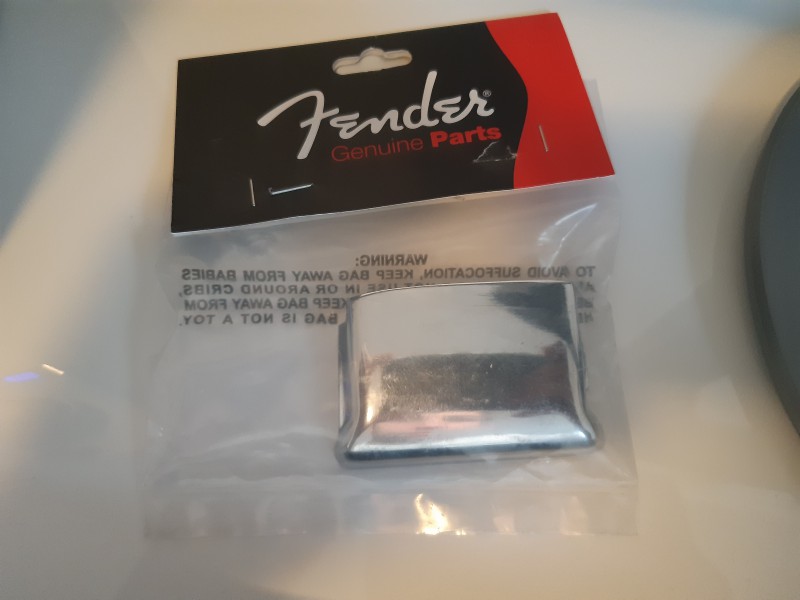 Fender®
Genuine Parts
WARNING:
TO AVOID SUFFOCATION, KEEP BAG AWAY FROM BABIES
USE IN OR AROUND CRIBS,
KEEP BAG AWAY FROM
BAG IS NOT A TOY.